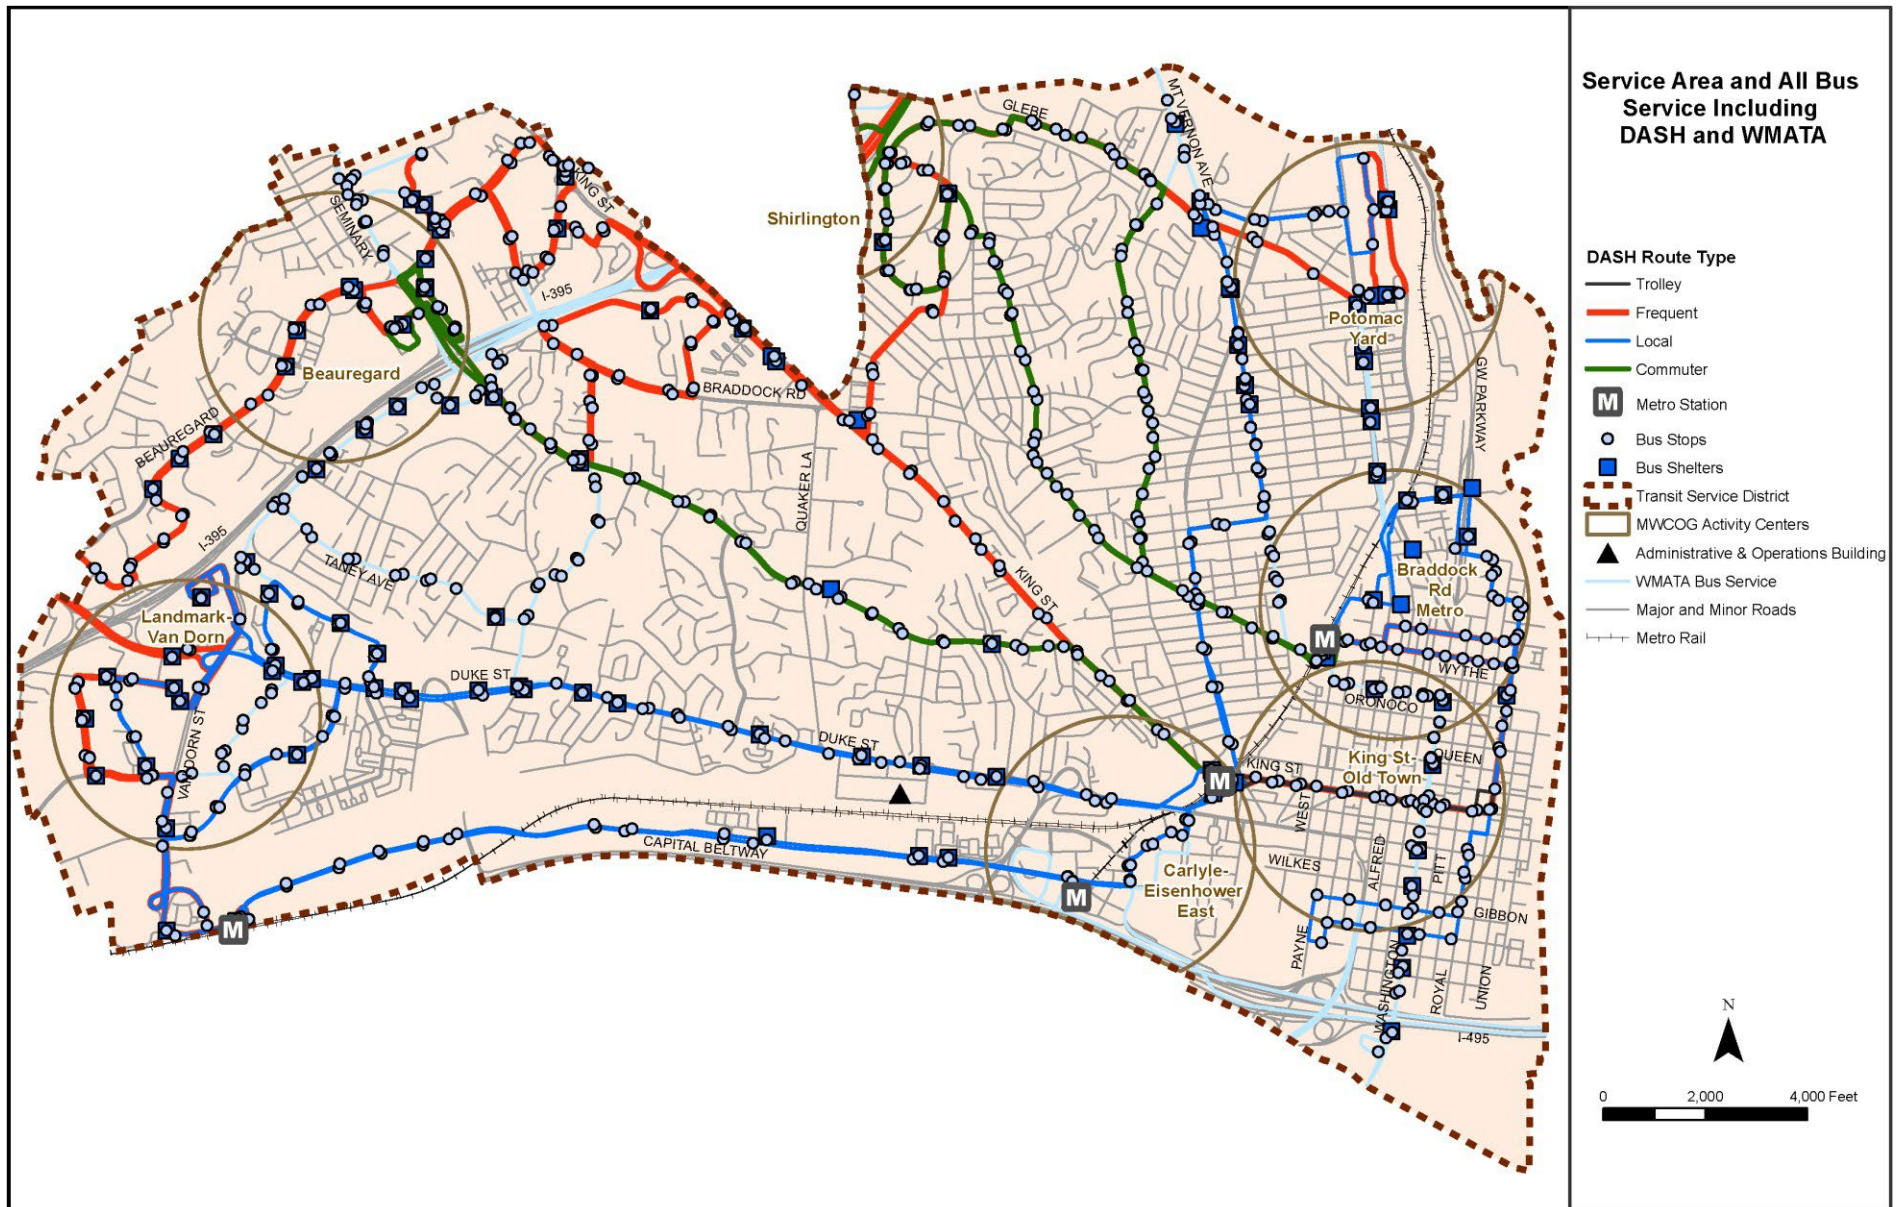 Service Area and All Bus
Service Including
DASH and WMATA
DASH Route Type
Trolley
Frequent
Local
Commuter
M Metro Station
Bus Stops
Bus Shelters
Transit Service District
MWCOG Activity Centers
Administrative & Operations Building
WMATA Bus Service
Major and Minor Roads
Metro Rail
N
0 2,000 4,000 Feet
GLEBE
MT VERNON AVE
KING ST
SEMINARY
Shirlington
I-395
Potomac
Yard
Beauregard
BRADDOCK RD
GW PARKWAY
BEAUREGARD
QUAKER LA
I-395
TANEY AVE
KING ST
Braddock
Rd
Metro
Landmark-
Van Dorn
M
WYTHE
DUKE ST
ORONOCO
VAN DORN ST
DUKE ST
QUEEN
KING ST
King St-
Old Town
M
WEST
CAPITAL BELTWAY
WILKES
ALFRED
PITT
Carlyle-
Eisenhower
East
M
GIBBON
M
PAYNE
WASHINGTON
ROYAL
UNION
I-495